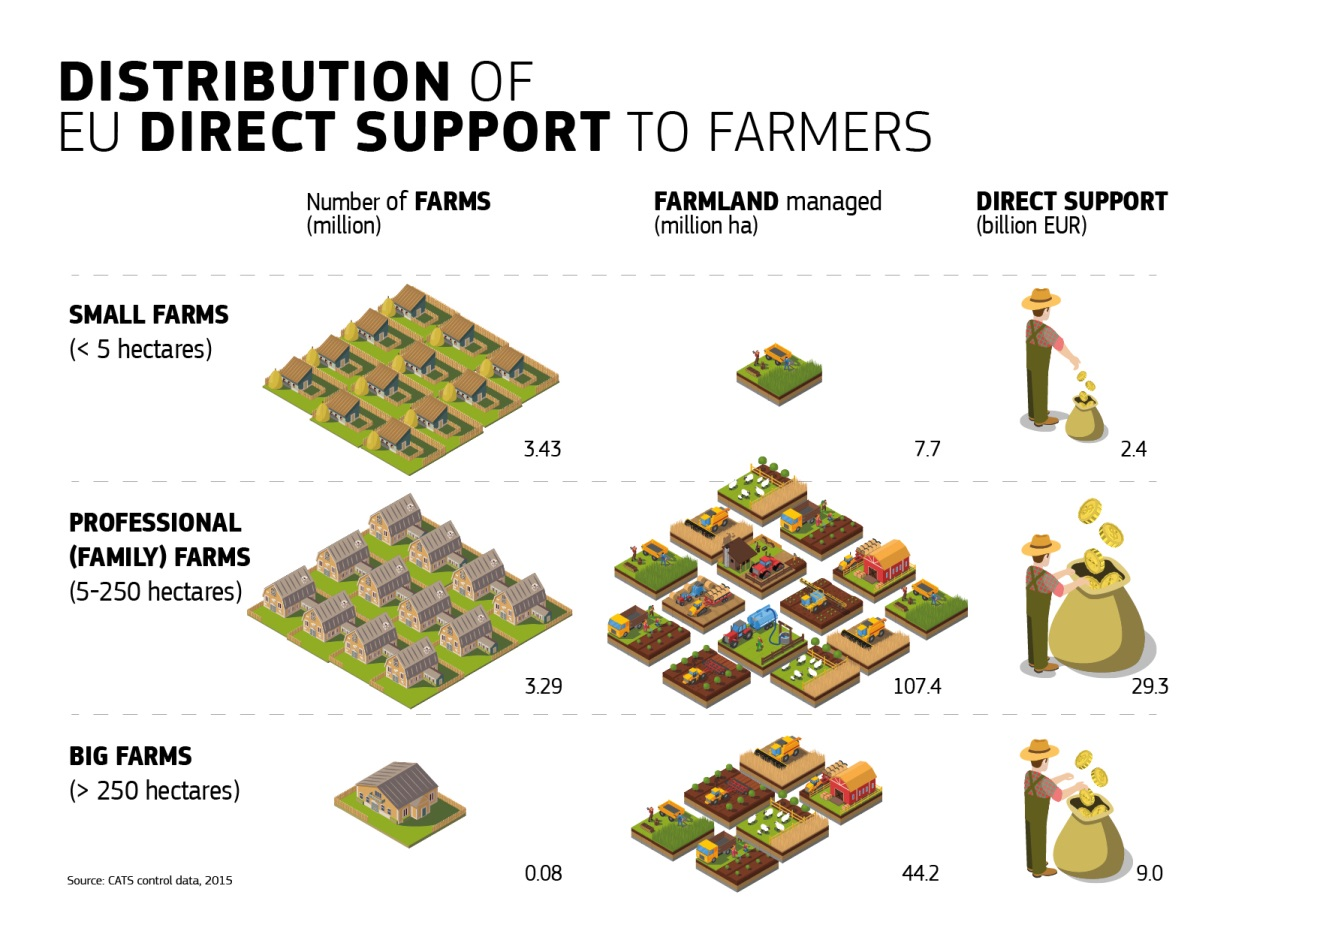 DISTRIBUTION OF
EU DIRECT SUPPORT TO FARMERS
Number of FARMS
(million)
FARMLAND managed
(million ha)
DIRECT SUPPORT
(billion EUR)
SMALL FARMS
(< 5 hectares)
3.43
7.7
2.4
PROFESSIONAL
(FAMILY) FARMS
(5-250 hectares)
3.29
107.4
29.3
BIG FARMS
(> 250 hectares)
0.08
44.2
9.0
Source: CATS control data, 2015